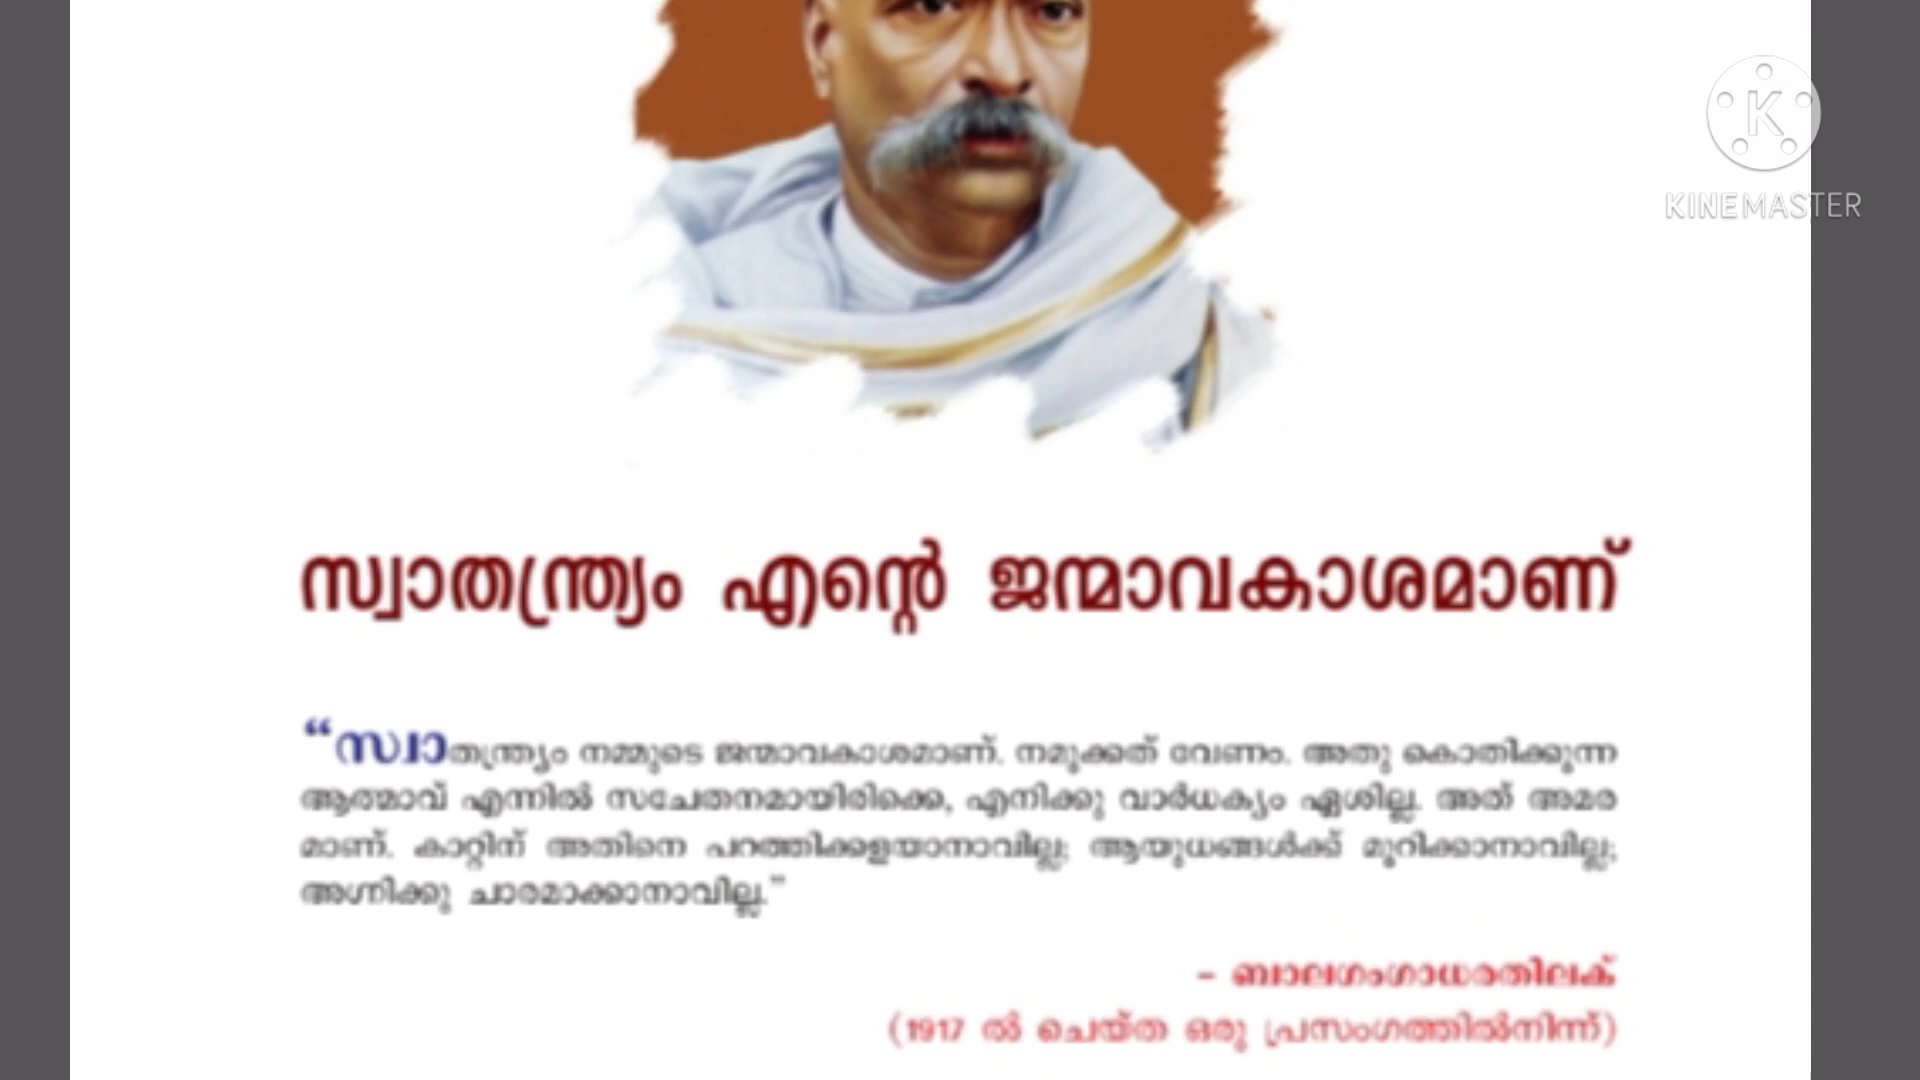 K
KINEMASTER
സ്വാതന്ത്ര്യം എന്റെ ജന്മാവകാശമാണ്
“സ്വാതന്ത്ര്യം നമ്മുടെ ജന്മാവകാശമാണ്. നമുക്കത് വേണം. അതു കൊതിക്കുന്ന
ആത്മാവ് എന്നിൽ സചേതനമായിരിക്കെ, എനിക്കു വാർധക്യം ഏശില്ല. അത് അമര
മാണ്. കാറ്റിന് അതിനെ പറത്തിക്കളയാനാവില്ല; ആയുധങ്ങൾക്ക് മുറിക്കാനാവില്ല;
അഗ്നിക്കു ചാരമാക്കാനാവില്ല.”
– ബാലഗംഗാധരതിലക്
(1917 ൽ ചെയ്ത ഒരു പ്രസംഗത്തിൽനിന്ന്)